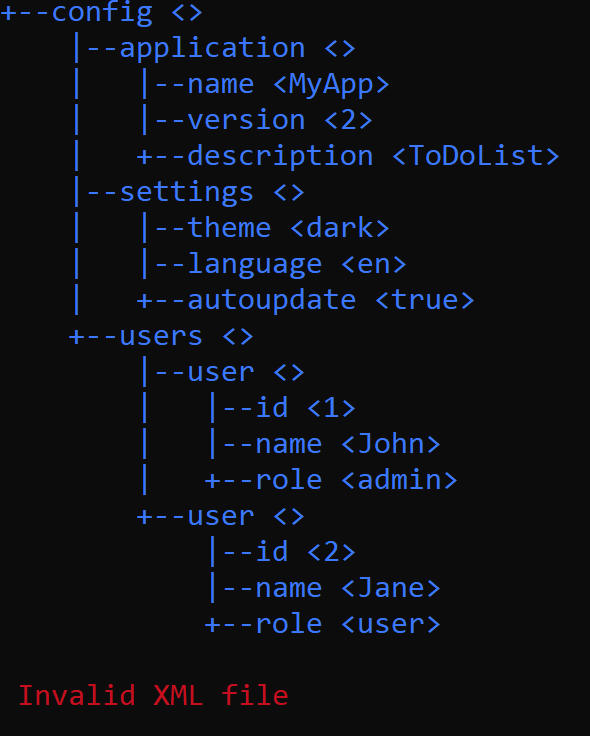 +--config <>
    |--application <>
    |   |--name <MyApp>
    |   |--version <2>
    |   +--description <ToDoList>
    |--settings <>
    |   |--theme <dark>
    |   |--language <en>
    |   +--autoupdate <true>
    +--users <>
        |--user <>
        |   |--id <1>
        |   |--name <John>
        |   +--role <admin>
        +--user <>
            |--id <2>
            |--name <Jane>
            +--role <user>
Invalid XML file